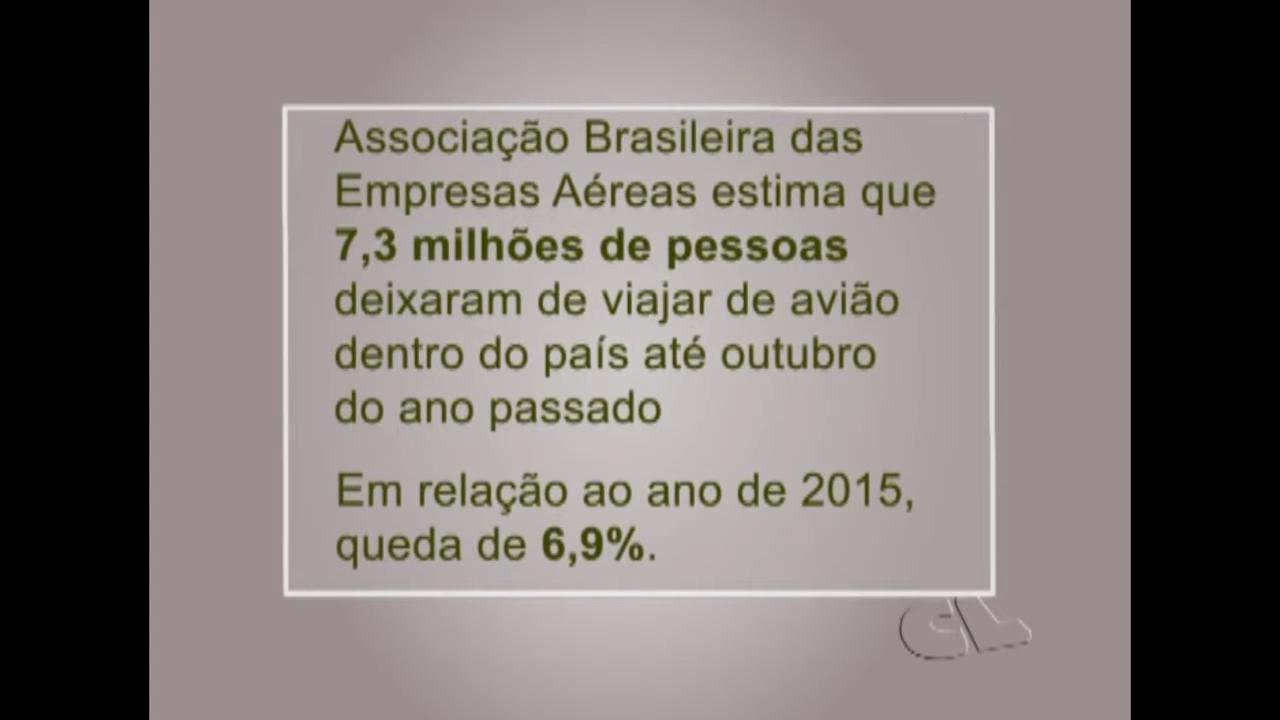 Associação Brasileira das
Empresas Aéreas estima que
7,3 milhões de pessoas
deixaram de viajar de avião
dentro do país até outubro
do ano passado
Em relação ao ano de 2015,
queda de 6,9%.
GL